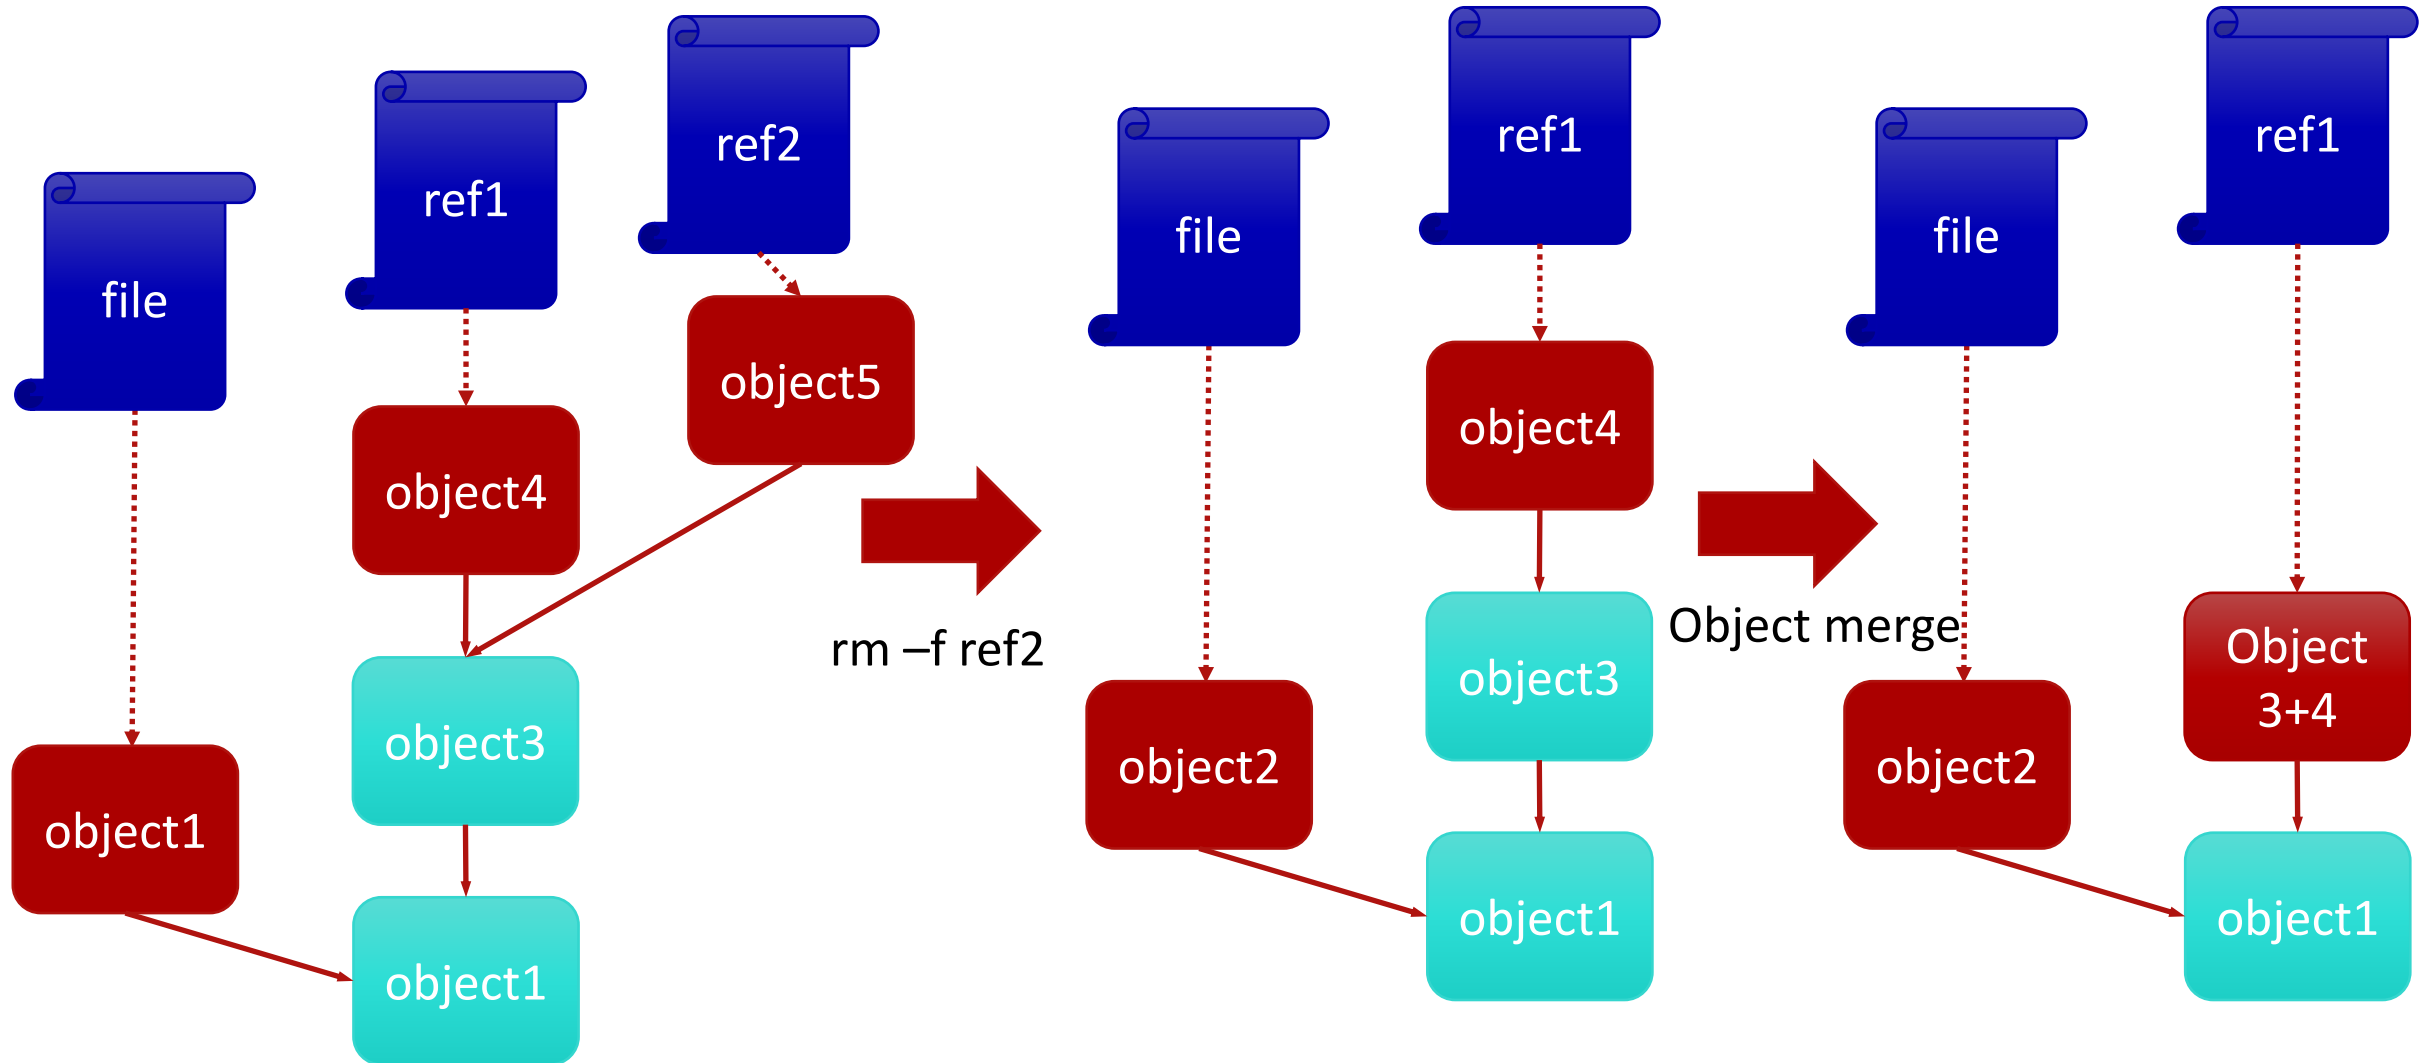 file
ref1
ref2
object5
object4
object3
object1
object1
rm –f ref2
file
ref1
object4
object3
object2
object1
Object merge
file
ref1
Object
3+4
object2
object1